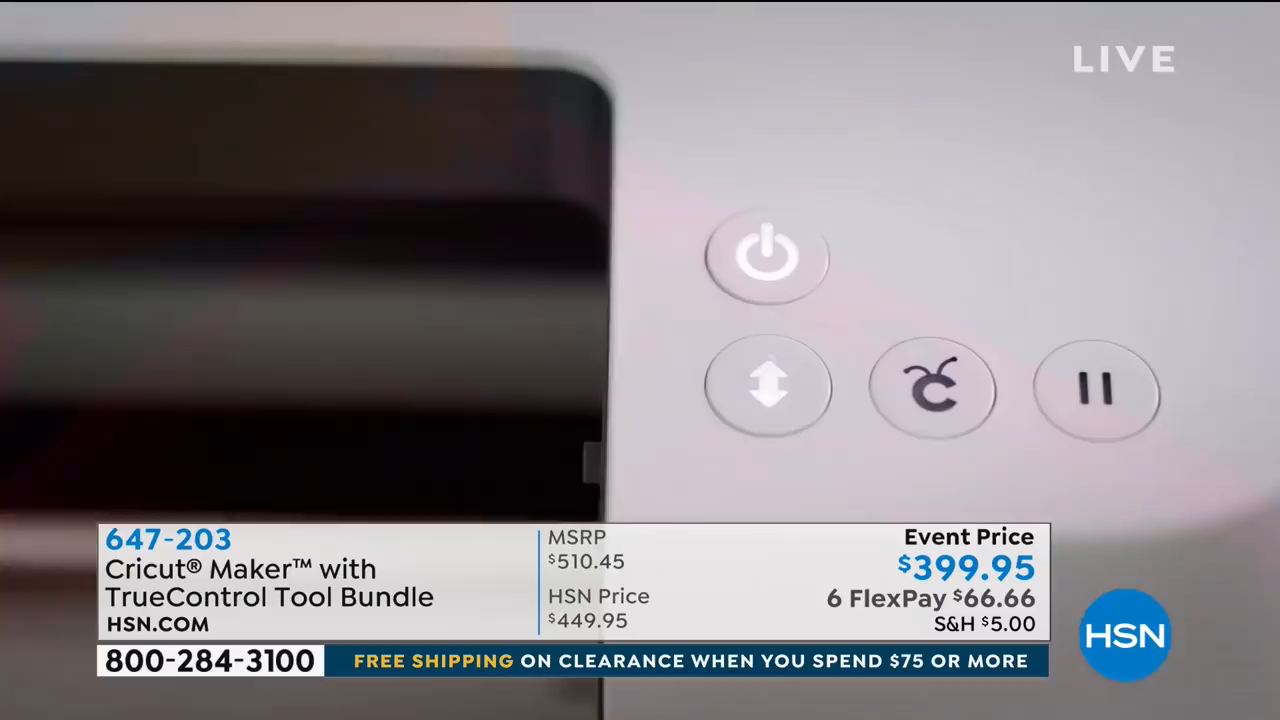 LIVE
647-203
Cricut® Maker™ with
TrueControl Tool Bundle
HSN.COM
MSRP
$510.45
HSN Price
$449.95
Event Price
$399.95
6 FlexPay $66.66
S&H $5.00
800-284-3100
FREE SHIPPING ON CLEARANCE WHEN YOU SPEND $75 OR MORE
HSN